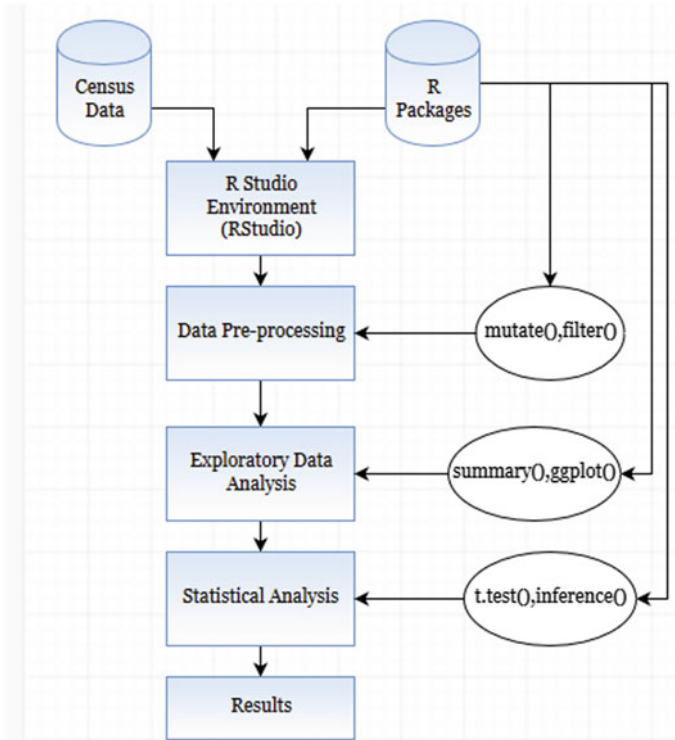 Census
Data
R
Packages
R Studio
Environment
(RStudio)
Data Pre-processing
mutate(),filter()
Exploratory Data
Analysis
summary(),ggplot()
Statistical Analysis
t.test(),inference()
Results